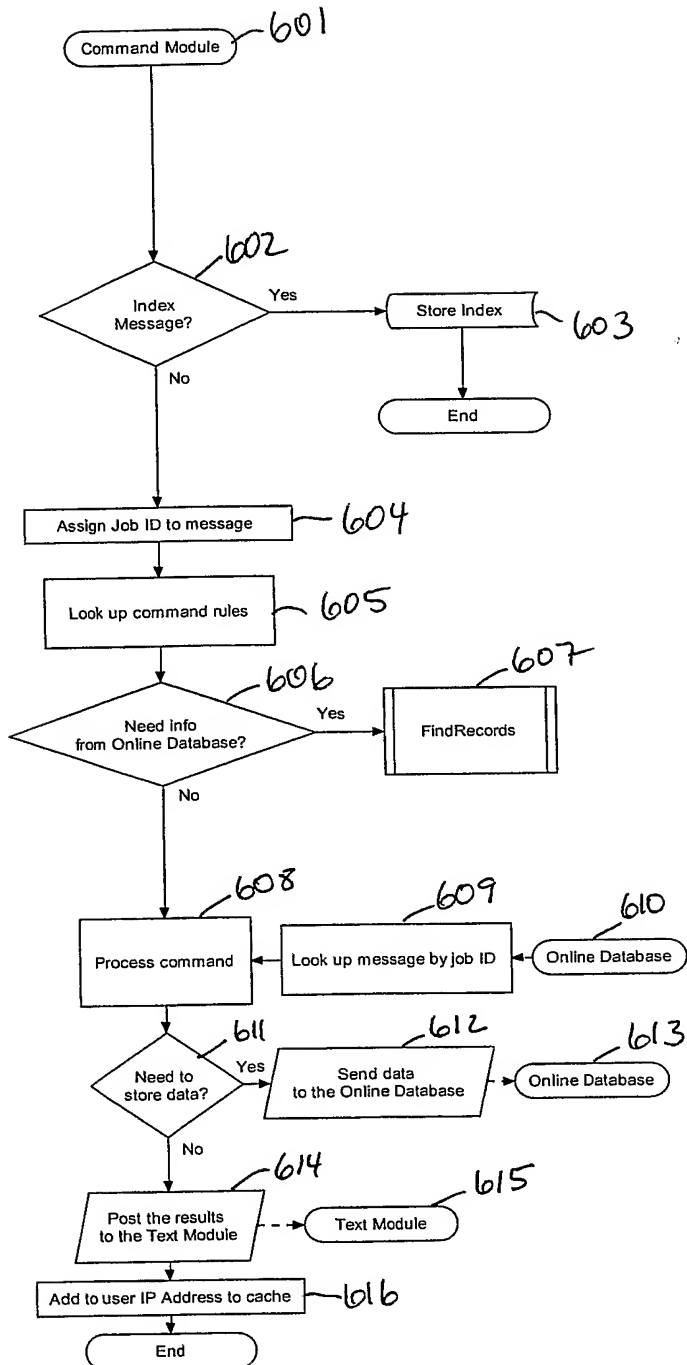 Command Module
601
602
Index
Message?
Yes
Store Index
603
No
End
Assign Job ID to message
604
Look up command rules
605
606
607
Need info
from Online Database?
Yes
FindRecords
No
608
609
610
Process command
Look up message by job ID
Online Database
611
612
613
Need to
store data?
Yes
Send data
to the Online Database
Online Database
No
614
615
Post the results
to the Text Module
Text Module
Add to user IP Address to cache
616
End